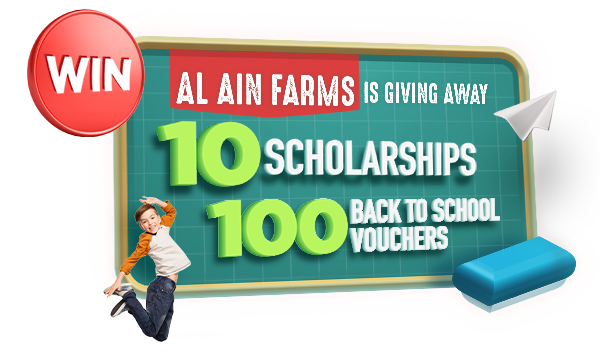 WIN
AL AIN FARMS IS GIVING AWAY
10 SCHOLARSHIPS
100 BACK TO SCHOOL
VOUCHERS